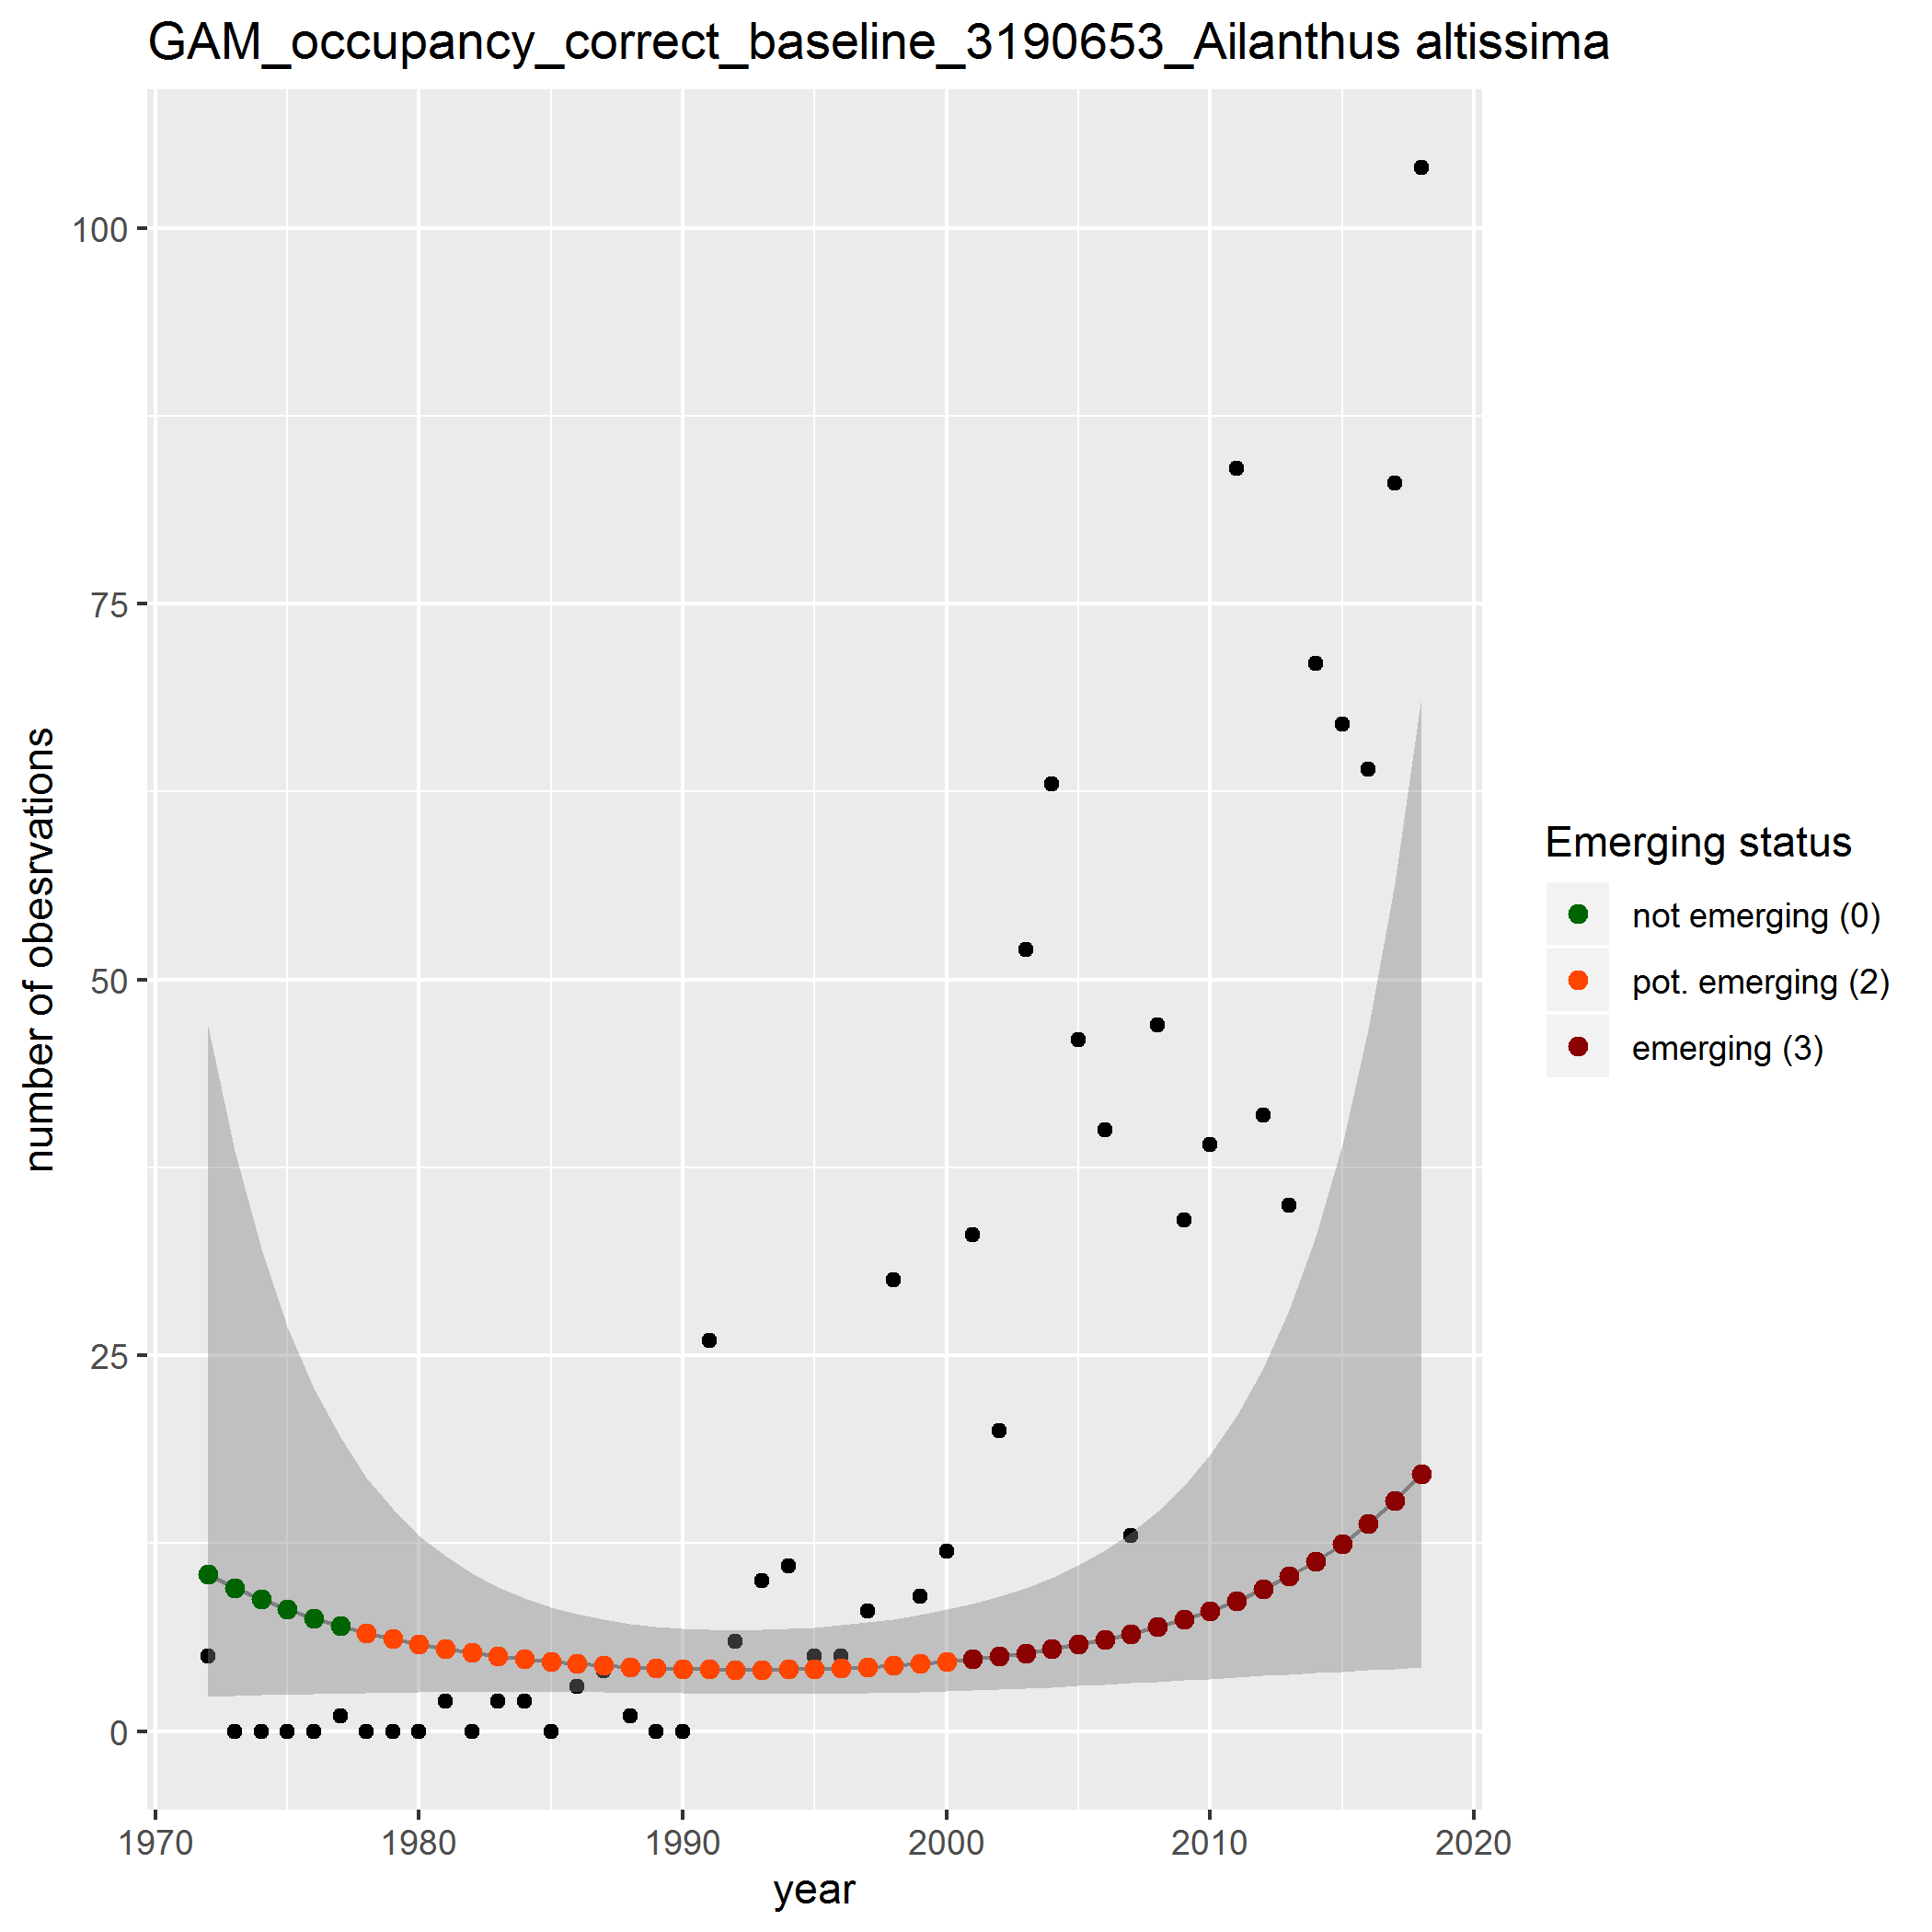 GAM_occupancy_correct_baseline_3190653_Ailanthus altissima
100
75
50
25
0
number of obesrvations
1970 1980 1990 2000 2010 2020
year
Emerging status
not emerging (0)
pot. emerging (2)
emerging (3)